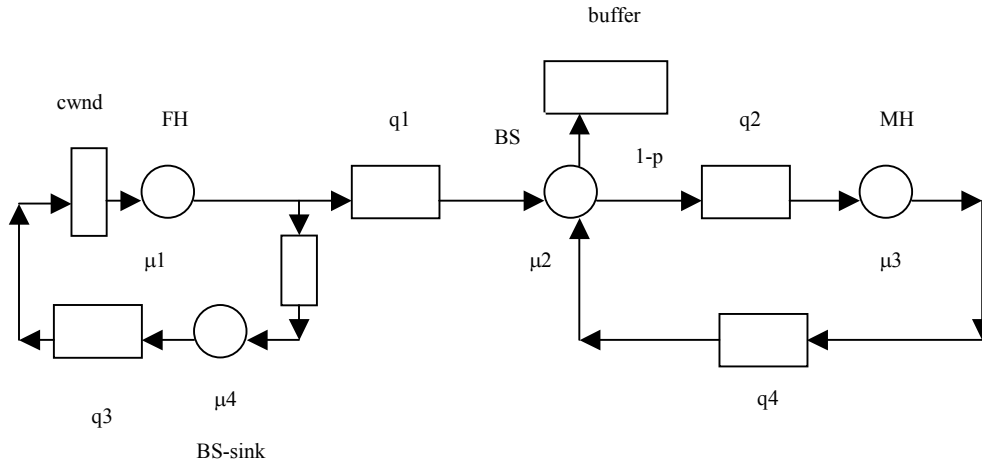 buffer
cwnd
FH
q1
BS
q2
MH
1-p
μ1
μ2
μ3
q3
μ4
q4
BS-sink